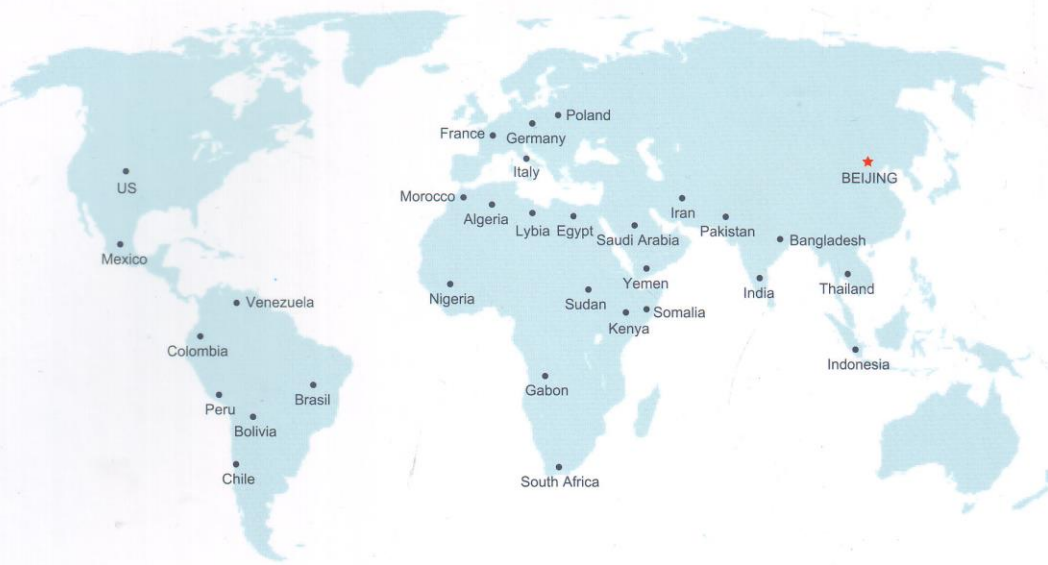 Poland
France
Germany
Italy
BEIJING
US
Morocco
Algeria
Lybia
Egypt
Saudi Arabia
Iran
Pakistan
Bangladesh
Mexico
Venezuela
Nigeria
Sudan
Yemen
Somalia
Kenya
India
Thailand
Colombia
Indonesia
Peru
Brasil
Bolivia
Gabon
Chile
South Africa